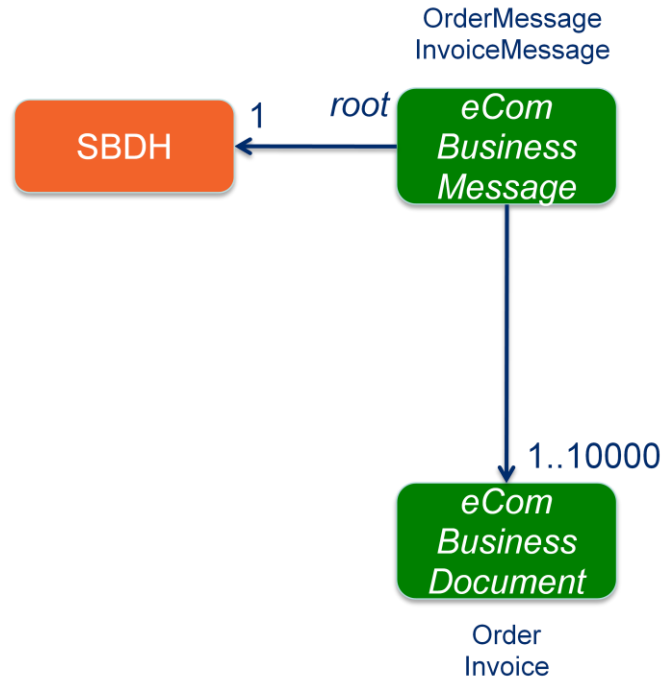 OrderMessage
InvoiceMessage
SBDH
1
root
eCom
Business
Message
1..10000
eCom
Business
Document
Order
Invoice